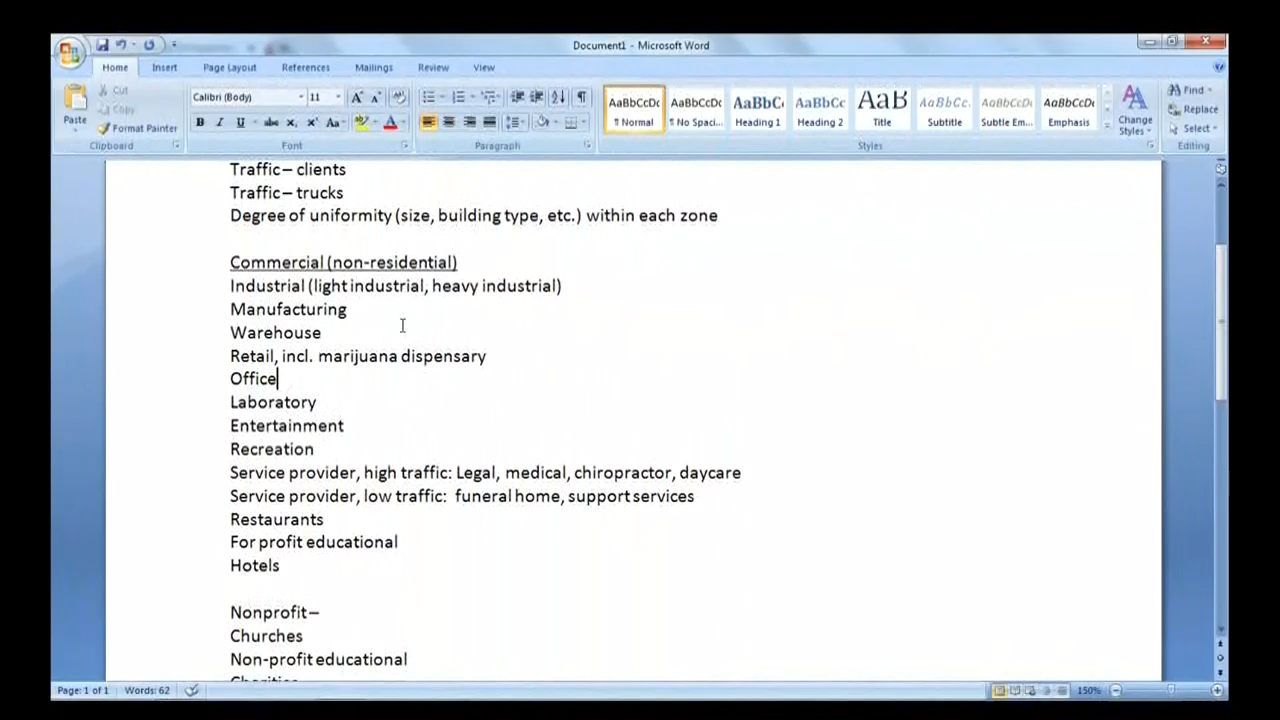 Document1 - Microsoft Word
Home Insert Page Layout References Mailings Review View
Paste
Cut
Copy
Format Painter
Clipboard
Calibri (Body) 11
Font
Paragraph
AaBbCcDc AaBbCcDc AaBbC AaBbCc AaB AaBbCc. AaBbCcDc AaBbCcDc
¶ Normal ¶ No Spaci... Heading 1 Heading 2 Title Subtitle Subtle Em... Emphasis
Change Styles
Styles
Find
Replace
Select
Editing
Traffic – clients
Traffic – trucks
Degree of uniformity (size, building type, etc.) within each zone
Commercial (non-residential)
Industrial (light industrial, heavy industrial)
Manufacturing
Warehouse
Retail, incl. marijuana dispensary
Office
Laboratory
Entertainment
Recreation
Service provider, high traffic: Legal, medical, chiropractor, daycare
Service provider, low traffic:  funeral home, support services
Restaurants
For profit educational
Hotels
Nonprofit –
Churches
Non-profit educational
Charities
Page: 1 of 1 Words: 62 150%